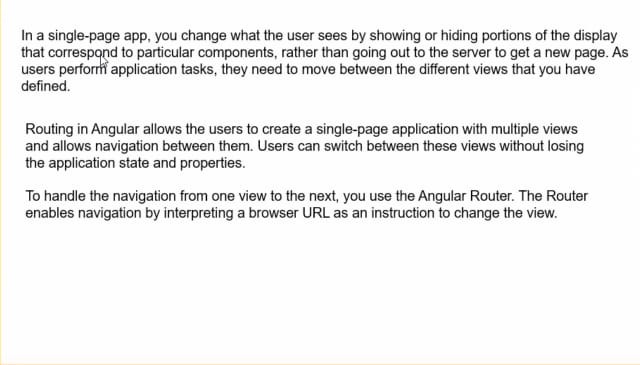 In a single-page app, you change what the user sees by showing or hiding portions of the display
that correspond to particular components, rather than going out to the server to get a new page. As
users perform application tasks, they need to move between the different views that you have
defined.
Routing in Angular allows the users to create a single-page application with multiple views
and allows navigation between them. Users can switch between these views without losing
the application state and properties.
To handle the navigation from one view to the next, you use the Angular Router. The Router
enables navigation by interpreting a browser URL as an instruction to change the view.